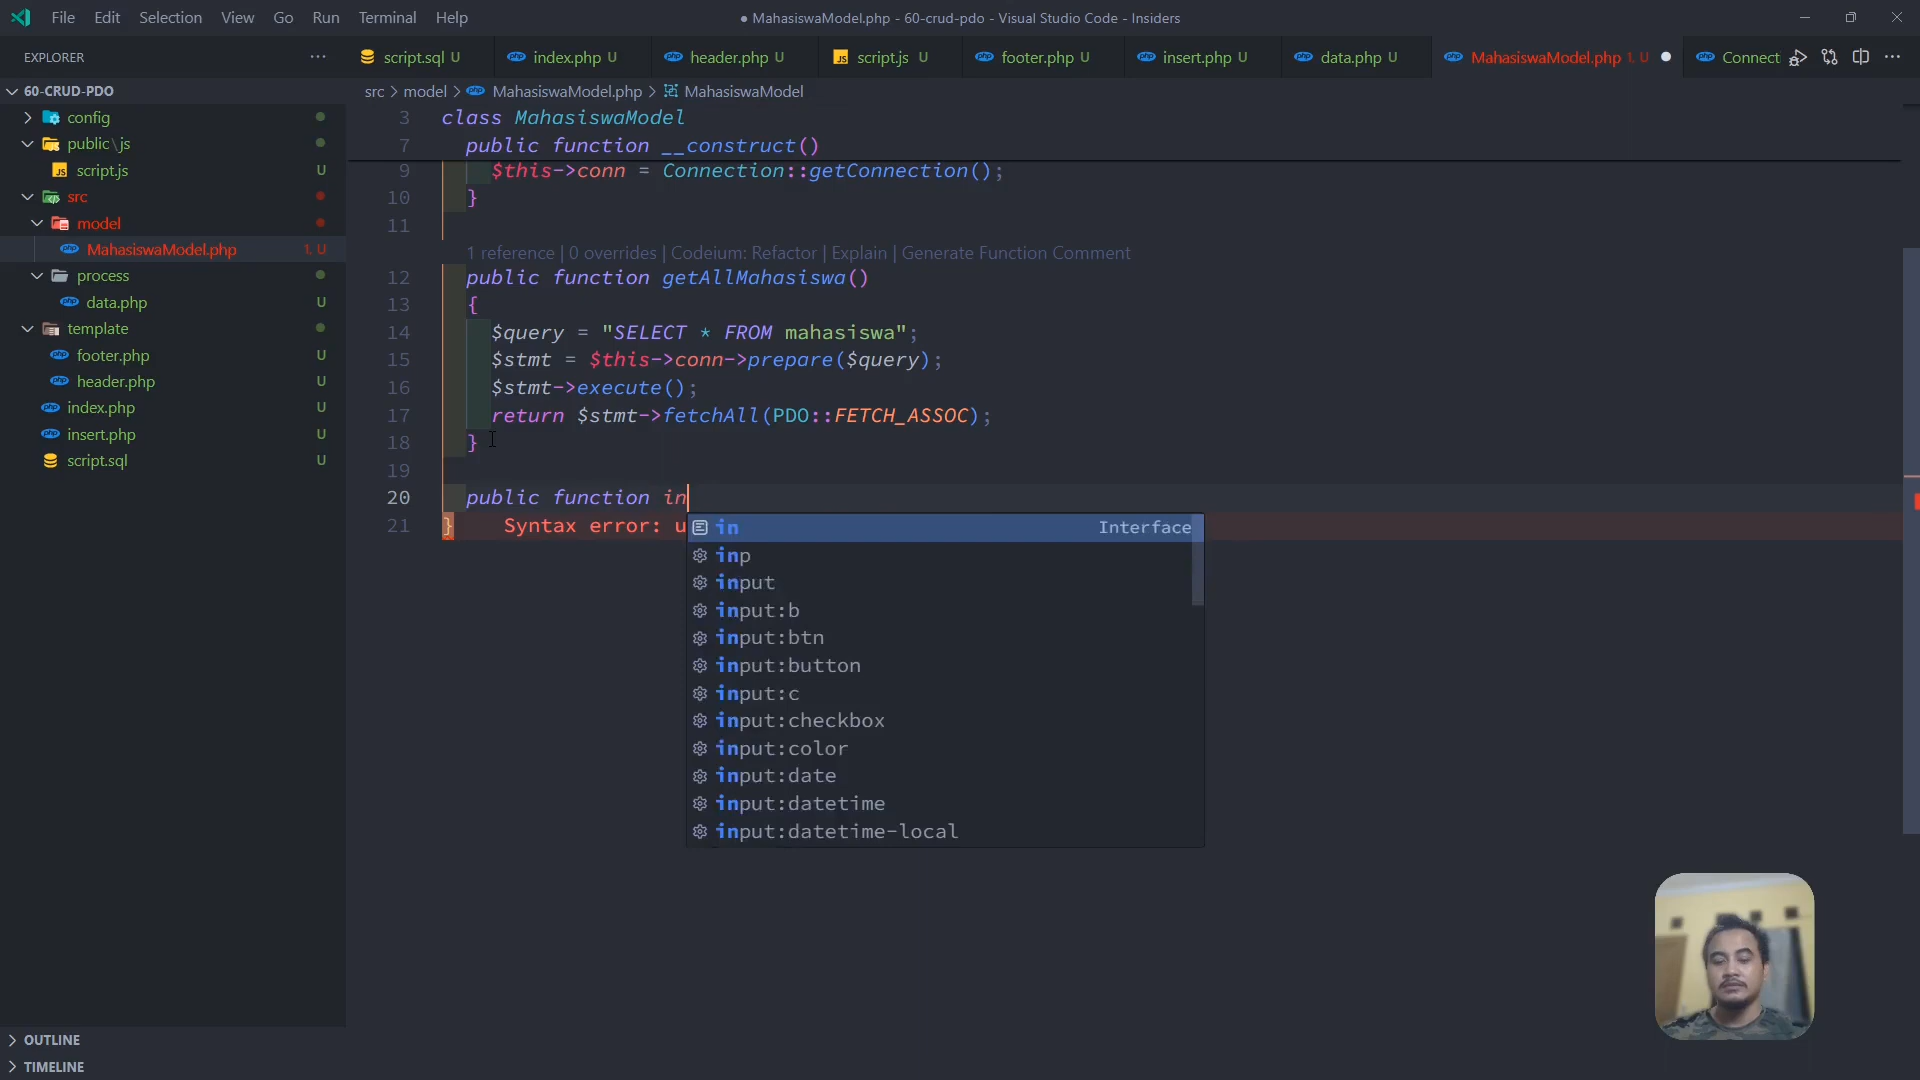 File Edit Selection View Go Run Terminal Help
● MahasiswaModel.php - 60-crud-pdo - Visual Studio Code - Insiders
EXPLORER
script.sql U index.php U header.php U script.js U footer.php U insert.php U data.php U MahasiswaModel.php 1, U Connect
60-CRUD-PDO
config
public\js
script.js U
src
model
MahasiswaModel.php 1, U
process
data.php U
template
footer.php U
header.php U
index.php U
insert.php U
script.sql U
OUTLINE
TIMELINE
src > model > MahasiswaModel.php > MahasiswaModel
3 class MahasiswaModel
7 public function __construct()
9 $this->conn = Connection::getConnection();
10 }
11
1 reference | 0 overrides | Codeium: Refactor | Explain | Generate Function Comment
12 public function getAllMahasiswa()
13 {
14 $query = "SELECT * FROM mahasiswa";
15 $stmt = $this->conn->prepare($query);
16 $stmt->execute();
17 return $stmt->fetchAll(PDO::FETCH_ASSOC);
18 }
19
20 public function in
21 } Syntax error: u
in Interface
inp
input
input:b
input:btn
input:button
input:c
input:checkbox
input:color
input:date
input:datetime
input:datetime-local